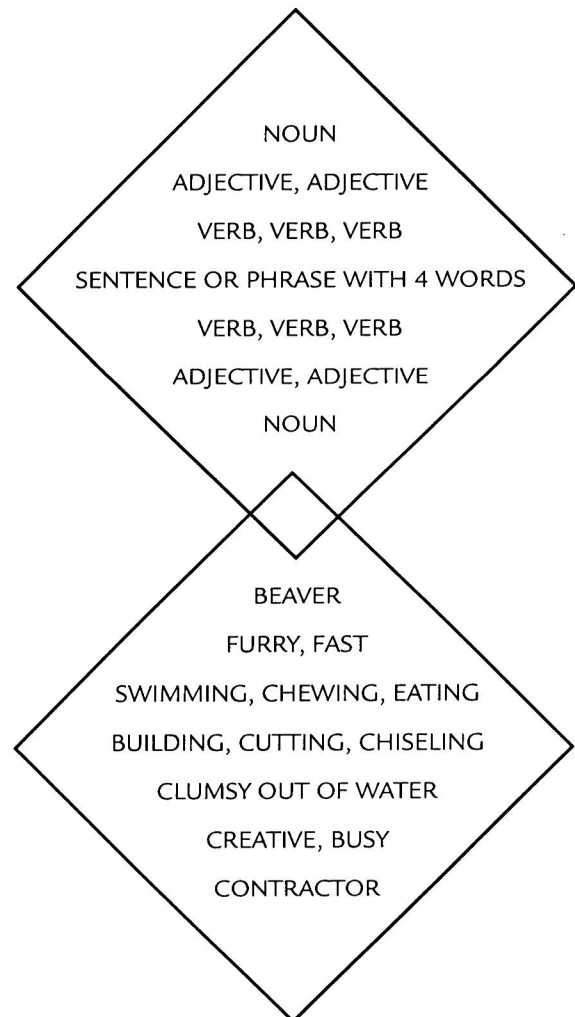 NOUN
ADJECTIVE, ADJECTIVE
VERB, VERB, VERB
SENTENCE OR PHRASE WITH 4 WORDS
VERB, VERB, VERB
ADJECTIVE, ADJECTIVE
NOUN
BEAVER
FURRY, FAST
SWIMMING, CHEWING, EATING
BUILDING, CUTTING, CHISELING
CLUMSY OUT OF WATER
CREATIVE, BUSY
CONTRACTOR